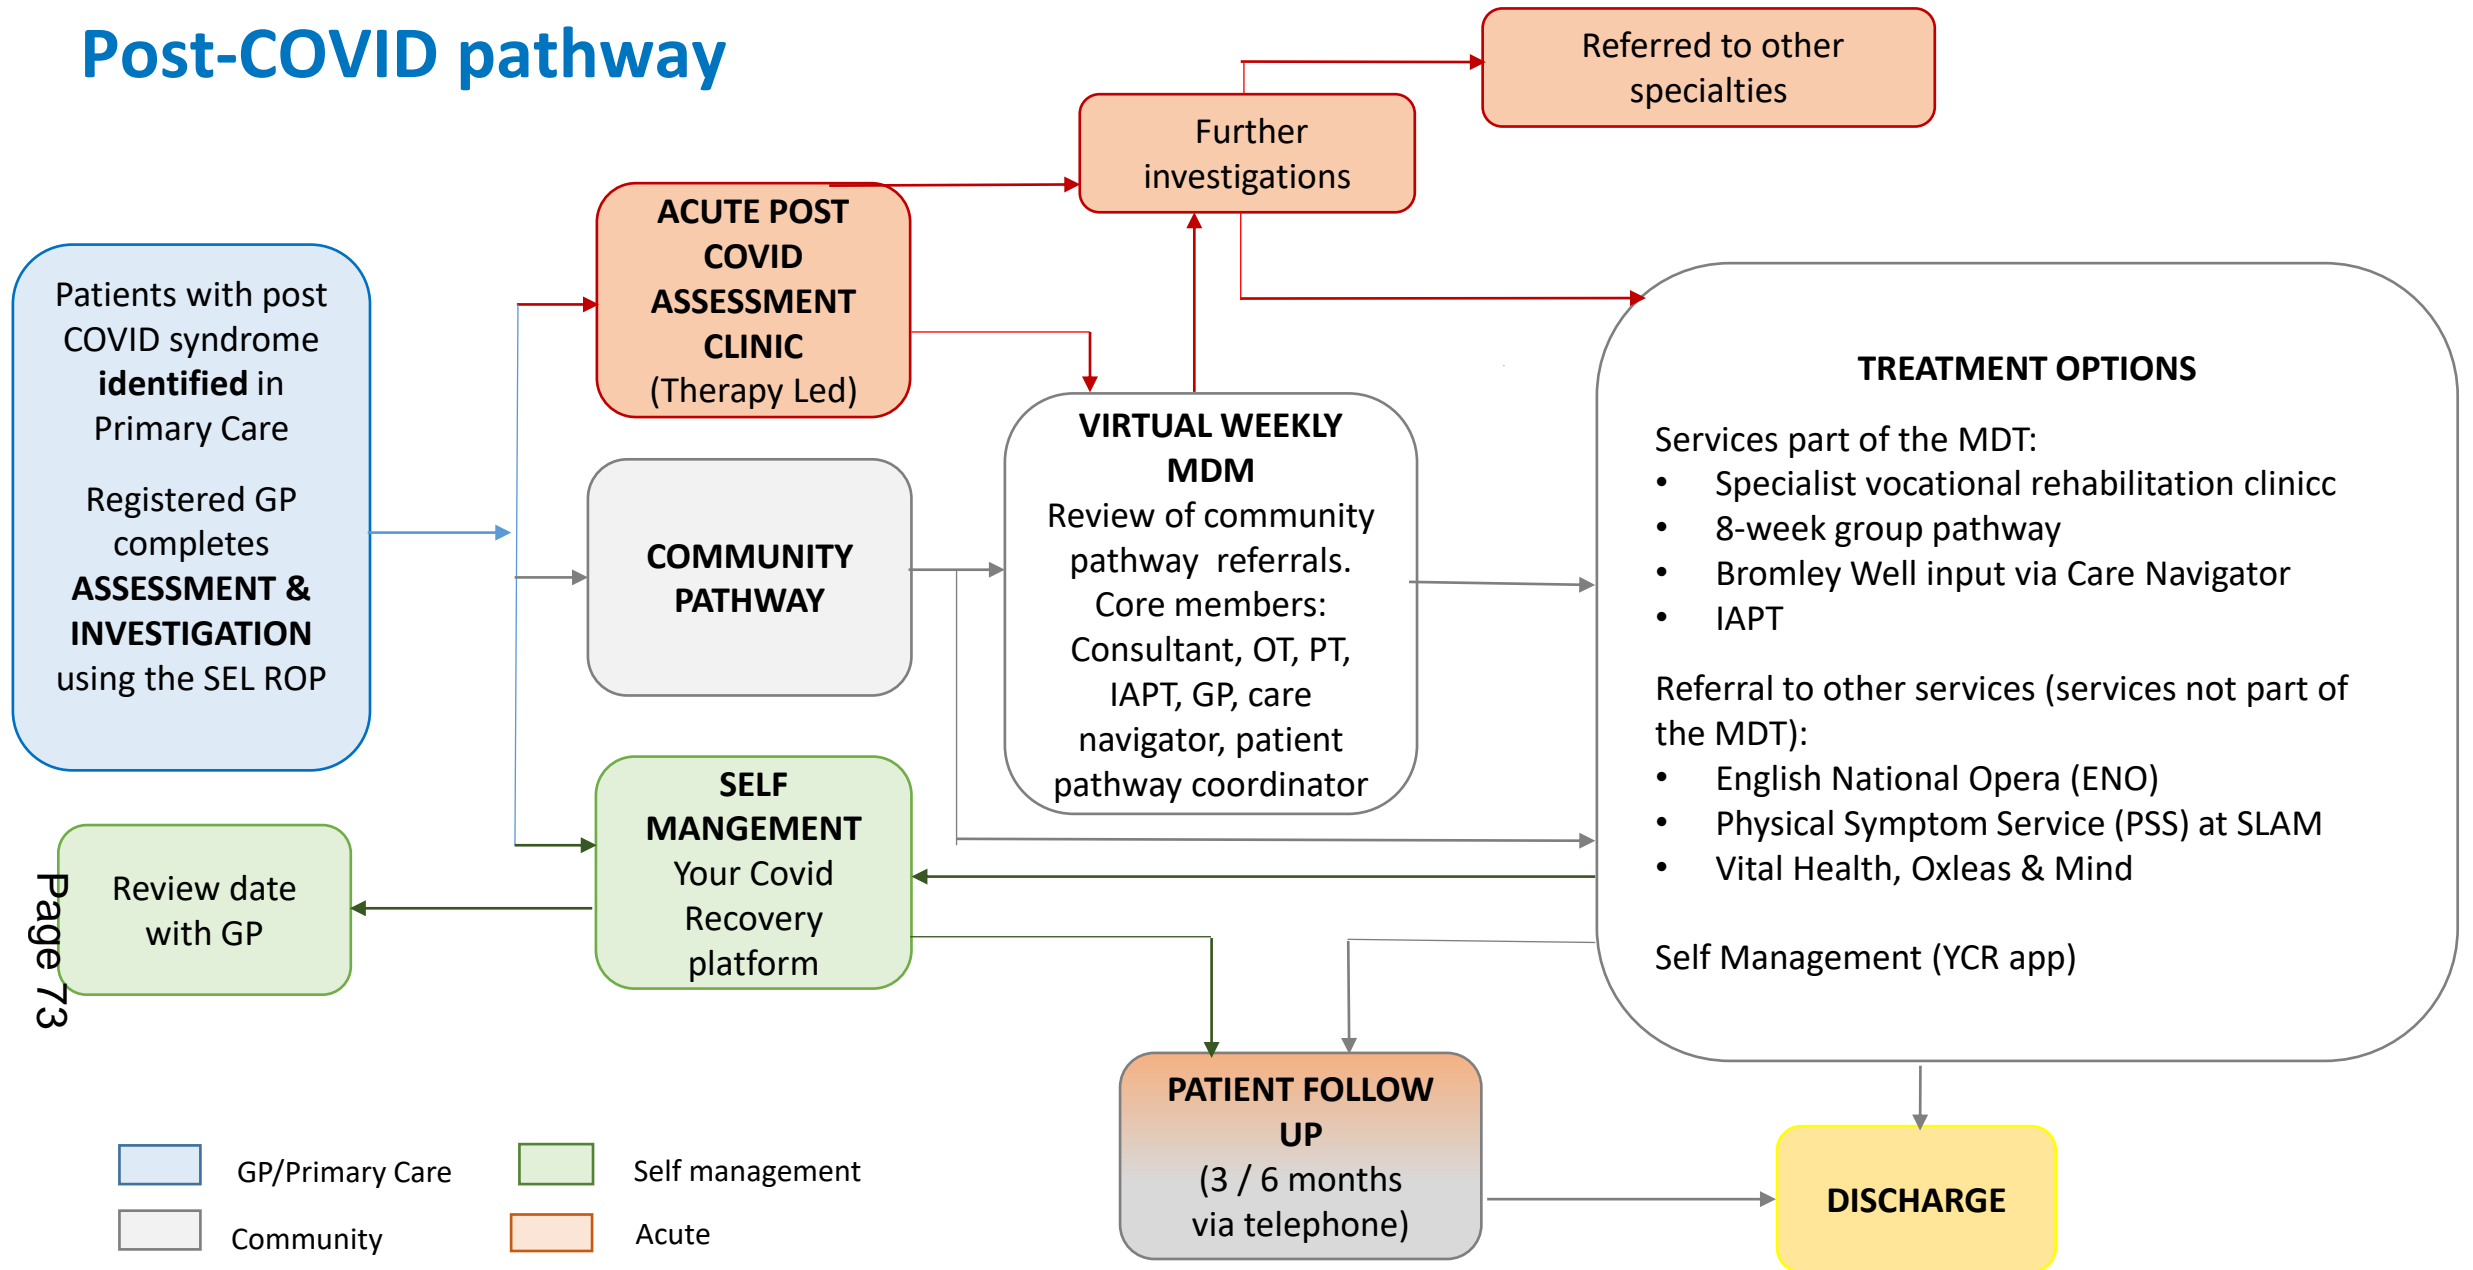 Post-COVID pathway
Referred to other
specialties
Further
investigations
ACUTE POST
COVID
ASSESSMENT
CLINIC
(Therapy Led)
Patients with post
COVID syndrome
identified in
Primary Care
Registered GP
completes
ASSESSMENT &
INVESTIGATION
using the SEL ROP
COMMUNITY
PATHWAY
VIRTUAL WEEKLY
MDM
Review of community
pathway  referrals.
Core members:
Consultant, OT, PT,
IAPT, GP, care
navigator, patient
pathway coordinator
TREATMENT OPTIONS
Services part of the MDT:
• Specialist vocational rehabilitation clinicc
• 8-week group pathway
• Bromley Well input via Care Navigator
• IAPT
Referral to other services (services not part of
the MDT):
• English National Opera (ENO)
• Physical Symptom Service (PSS) at SLAM
• Vital Health, Oxleas & Mind
Self Management (YCR app)
SELF
MANGEMENT
Your Covid
Recovery
platform
Review date
with GP
Page 73
PATIENT FOLLOW
UP
(3 / 6 months
via telephone)
DISCHARGE
GP/Primary Care
Self management
Community
Acute